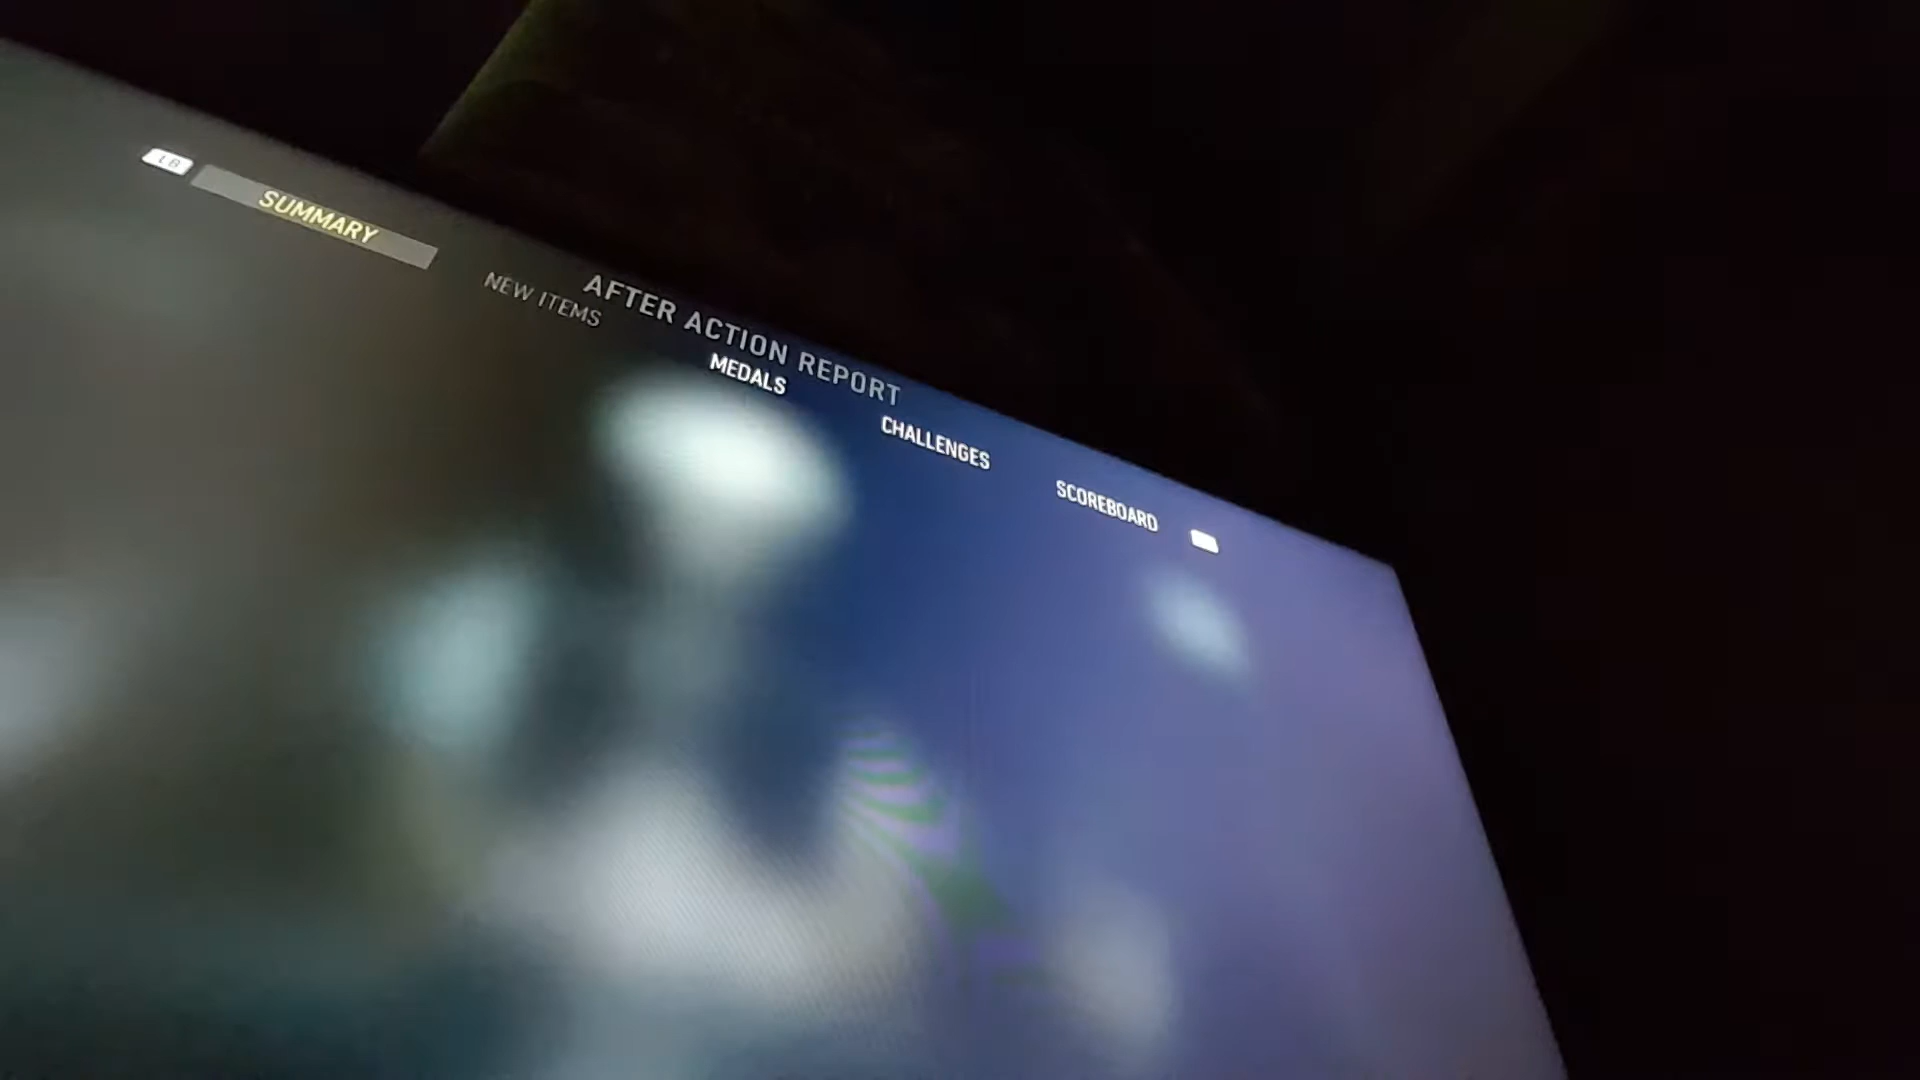 AFTER ACTION REPORT
LB
SUMMARY
NEW ITEMS
MEDALS
CHALLENGES
SCOREBOARD